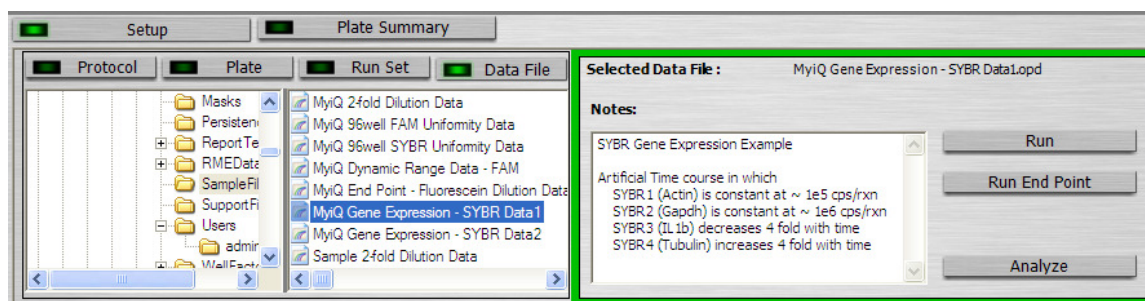 Setup
Plate Summary
Protocol
Plate
Run Set
Data File
Masks
Persisten
ReportTe
RMEData
SampleFil
SupportFi
Users
admin
WellFacto
MyiQ 2-fold Dilution Data
MyiQ 96well FAM Uniformity Data
MyiQ 96well SYBR Uniformity Data
MyiQ Dynamic Range Data - FAM
MyiQ End Point - Fluorescein Dilution Data
MyiQ Gene Expression - SYBR Data1
MyiQ Gene Expression - SYBR Data2
Sample 2-fold Dilution Data
Selected Data File : MyiQ Gene Expression - SYBR Data1.opd
Notes:
SYBR Gene Expression Example
Artificial Time course in which
SYBR1 (Actin) is constant at ~ 1e5 cps/rxn
SYBR2 (Gapdh) is constant at ~ 1e6 cps/rxn
SYBR3 (IL1b) decreases 4 fold with time
SYBR4 (Tubulin) increases 4 fold with time
Run
Run End Point
Analyze